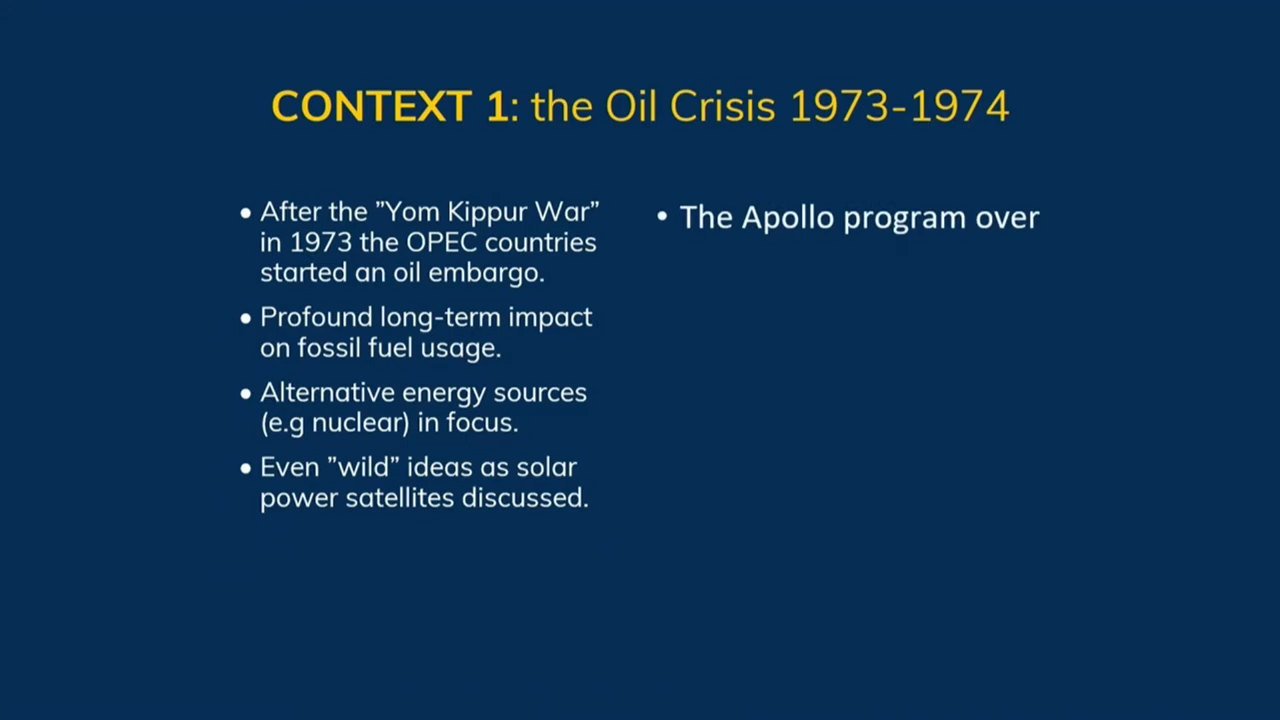 CONTEXT 1: the Oil Crisis 1973-1974
• After the ”Yom Kippur War”
in 1973 the OPEC countries
started an oil embargo.
• Profound long-term impact
on fossil fuel usage.
• Alternative energy sources
(e.g nuclear) in focus.
• Even ”wild” ideas as solar
power satellites discussed.
• The Apollo program over